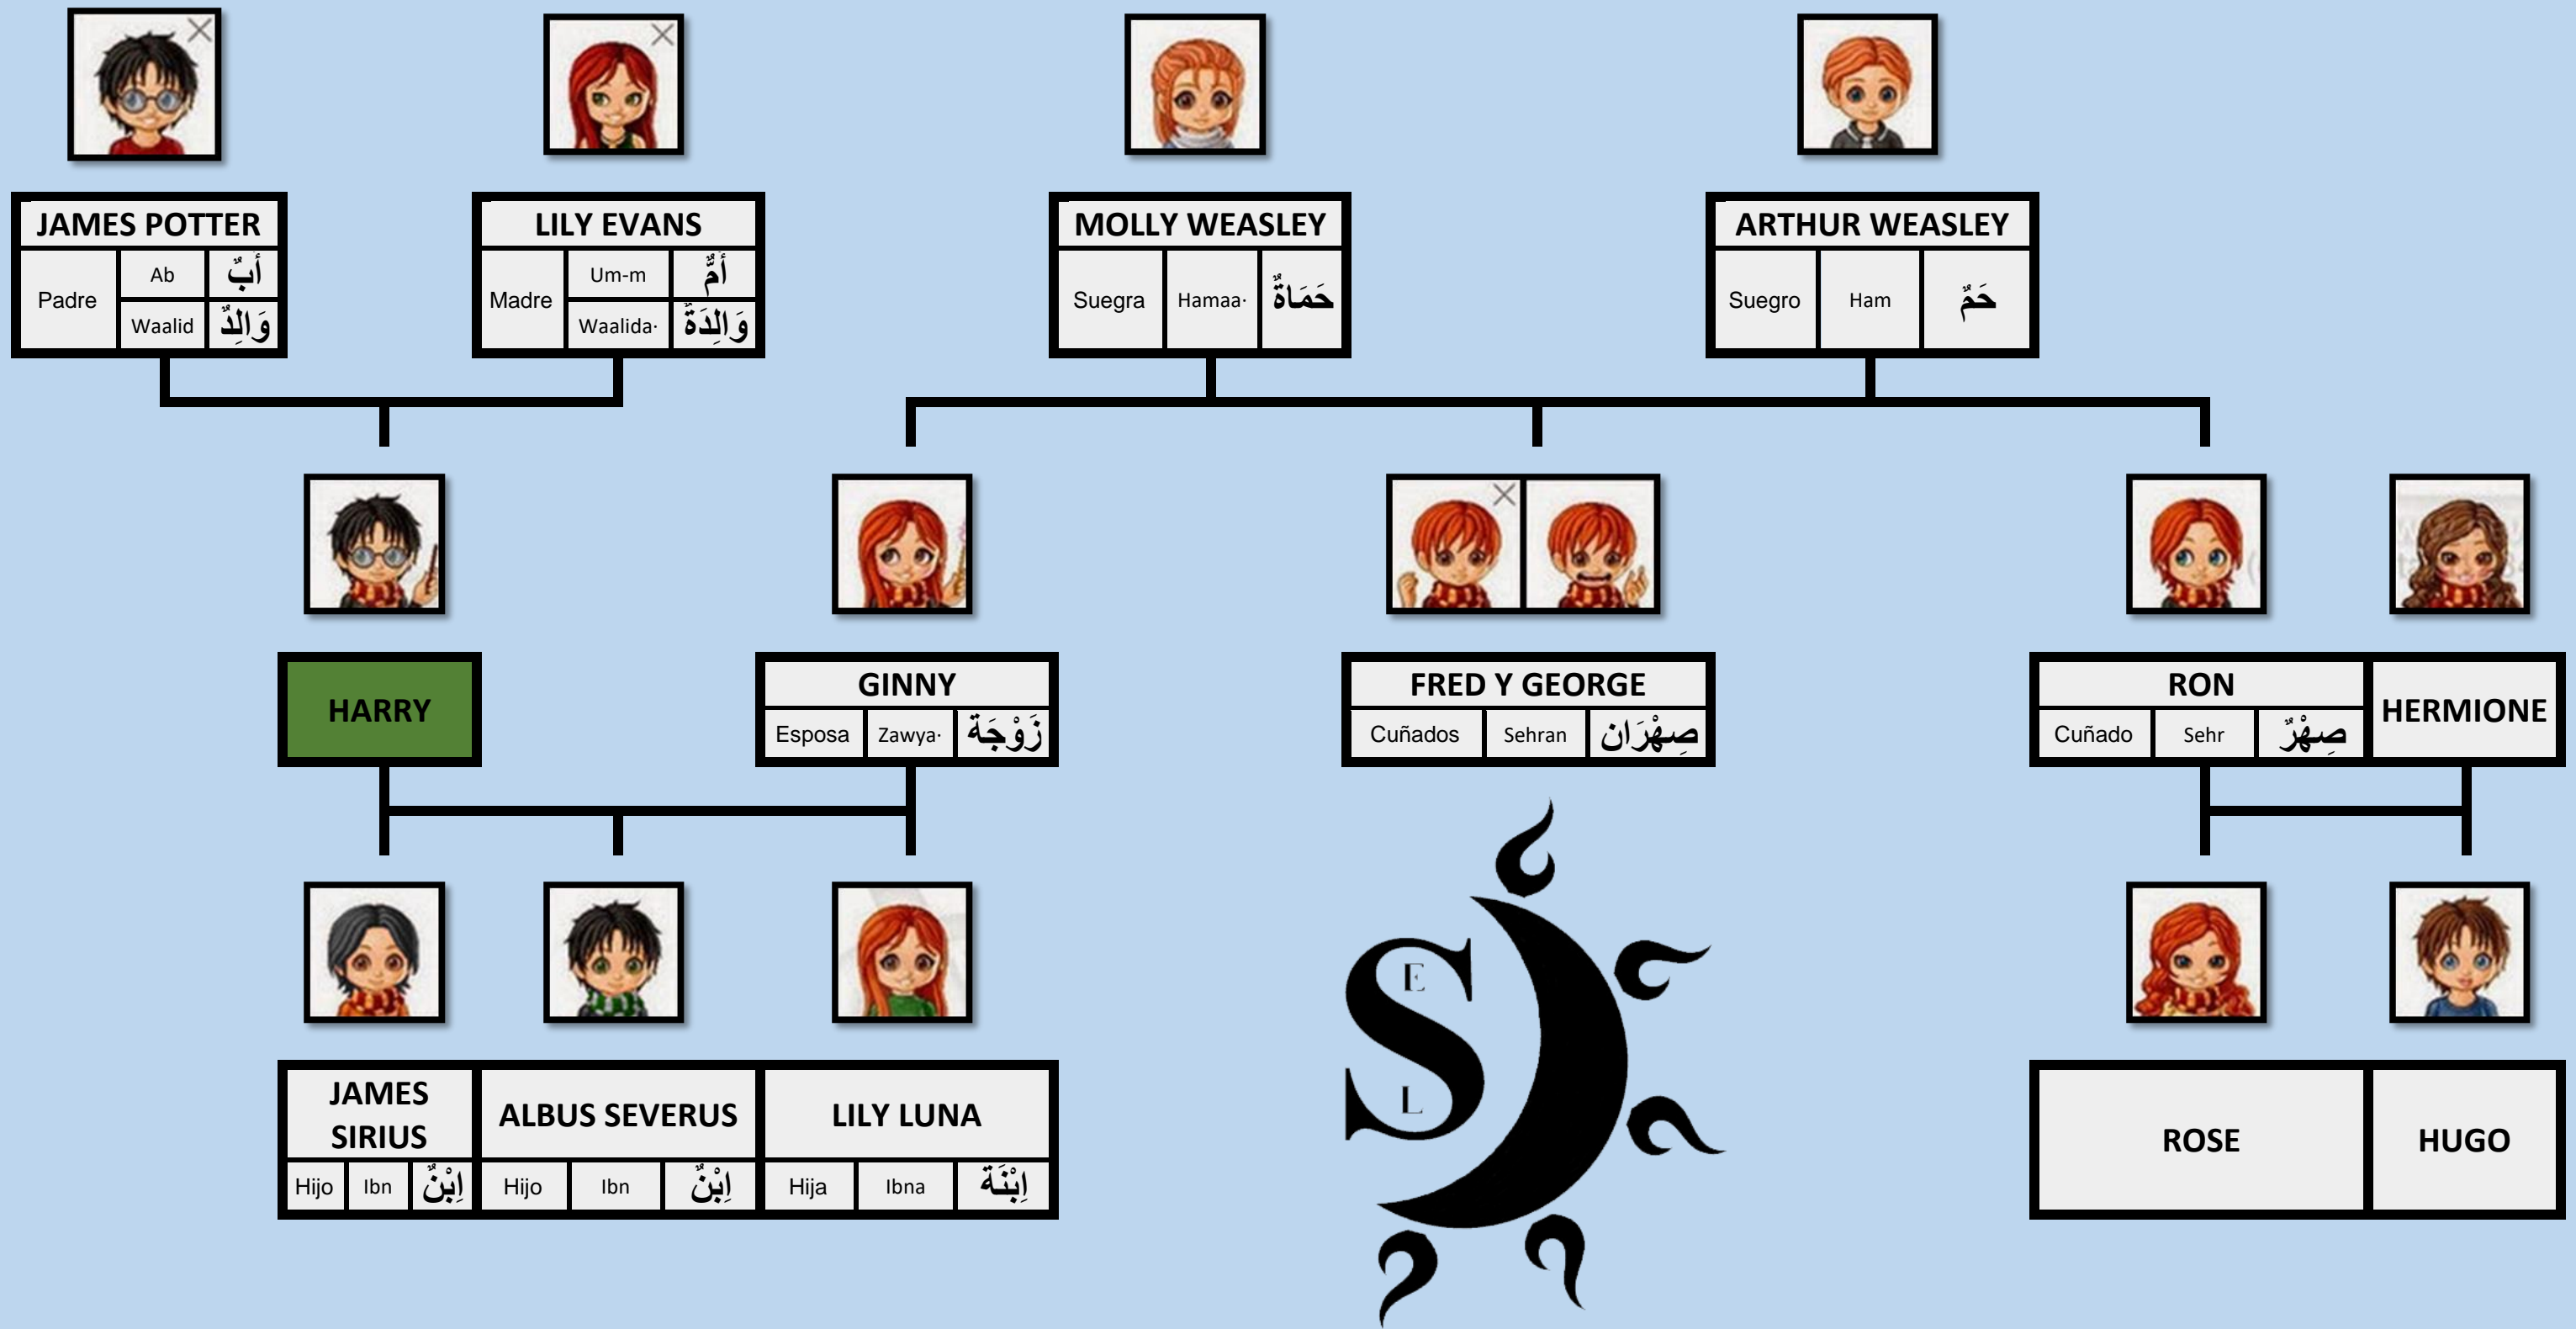 JAMES POTTER
Padre
Ab
أَبٌ
Waalid
وَالِدٌ
LILY EVANS
Madre
Um-m
أُمٌّ
Waalida·
وَالِدَةٌ
MOLLY WEASLEY
Suegra
Hamaa·
حَمَاةٌ
ARTHUR WEASLEY
Suegro
Ham
حَمٌ
HARRY
GINNY
Esposa
Zawya·
زَوْجَة
FRED Y GEORGE
Cuñados
Sehran
صِهْرَان
RON
Cuñado
Sehr
صِهْرٌ
HERMIONE
JAMES
SIRIUS
Hijo
Ibn
اِبْنٌ
ALBUS SEVERUS
Hijo
Ibn
اِبْنٌ
LILY LUNA
Hija
Ibna
اِبْنَة
S
E
L
ROSE
HUGO